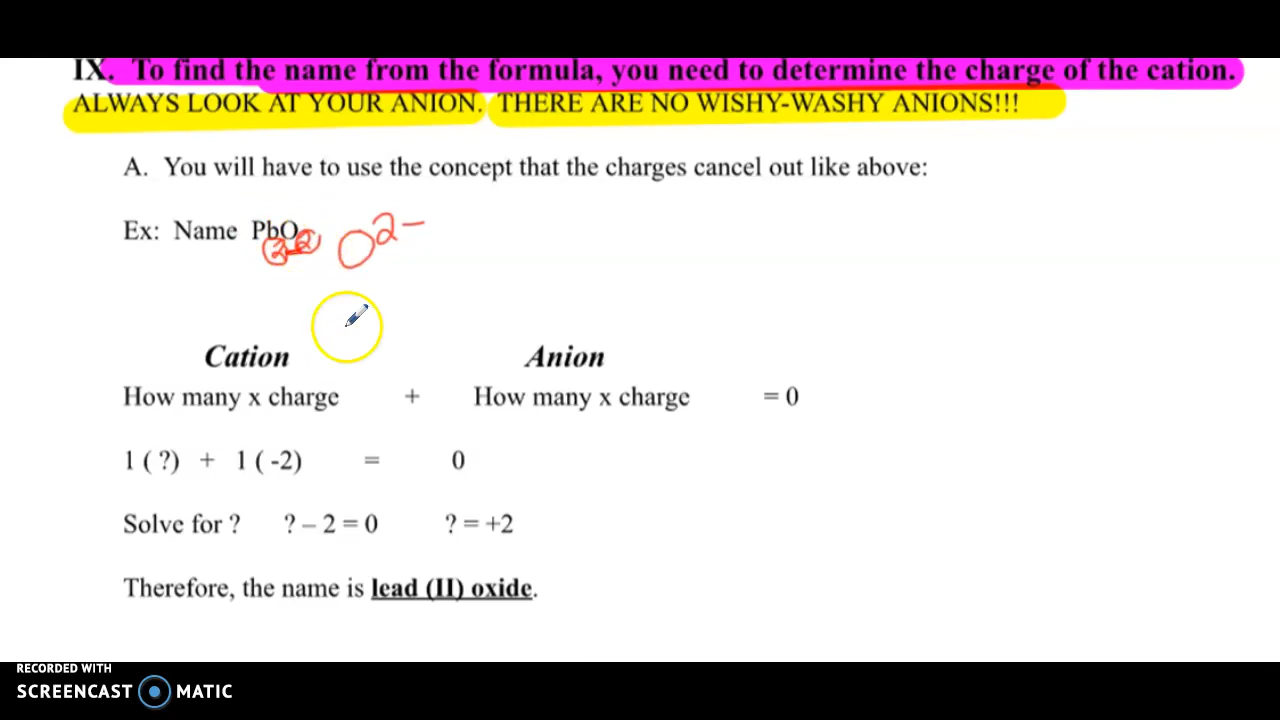 IX. To find the name from the formula, you need to determine the charge of the cation.
ALWAYS LOOK AT YOUR ANION. THERE ARE NO WISHY-WASHY ANIONS!!!
A. You will have to use the concept that the charges cancel out like above:
Ex: Name PbO O2-
2 2
Cation Anion
How many x charge + How many x charge = 0
1 ( ?) + 1 ( -2) = 0
Solve for ? ? – 2 = 0 ? = +2
Therefore, the name is lead (II) oxide.
RECORDED WITH
SCREENCAST MATIC